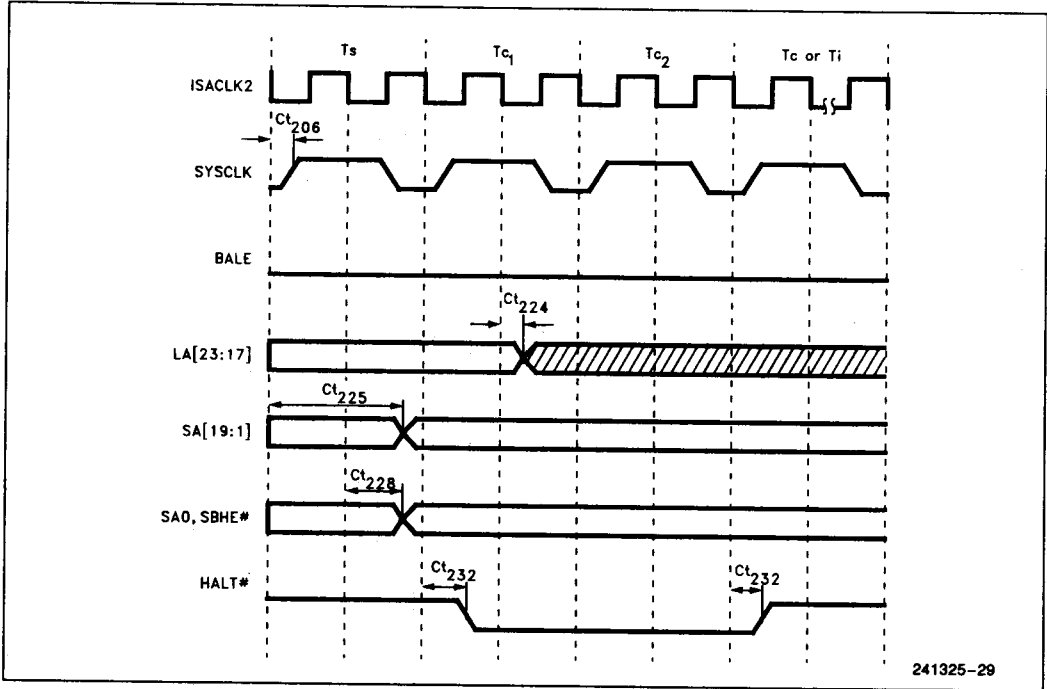 Ts Tc1 Tc2 Tc or Ti
ISACLK2
Ct206
SYSCLK
BALE
Ct224
LA[23:17]
Ct225
SA[19:1]
Ct228
SA0, SBHE#
HALT#
Ct232 Ct232
241325-29